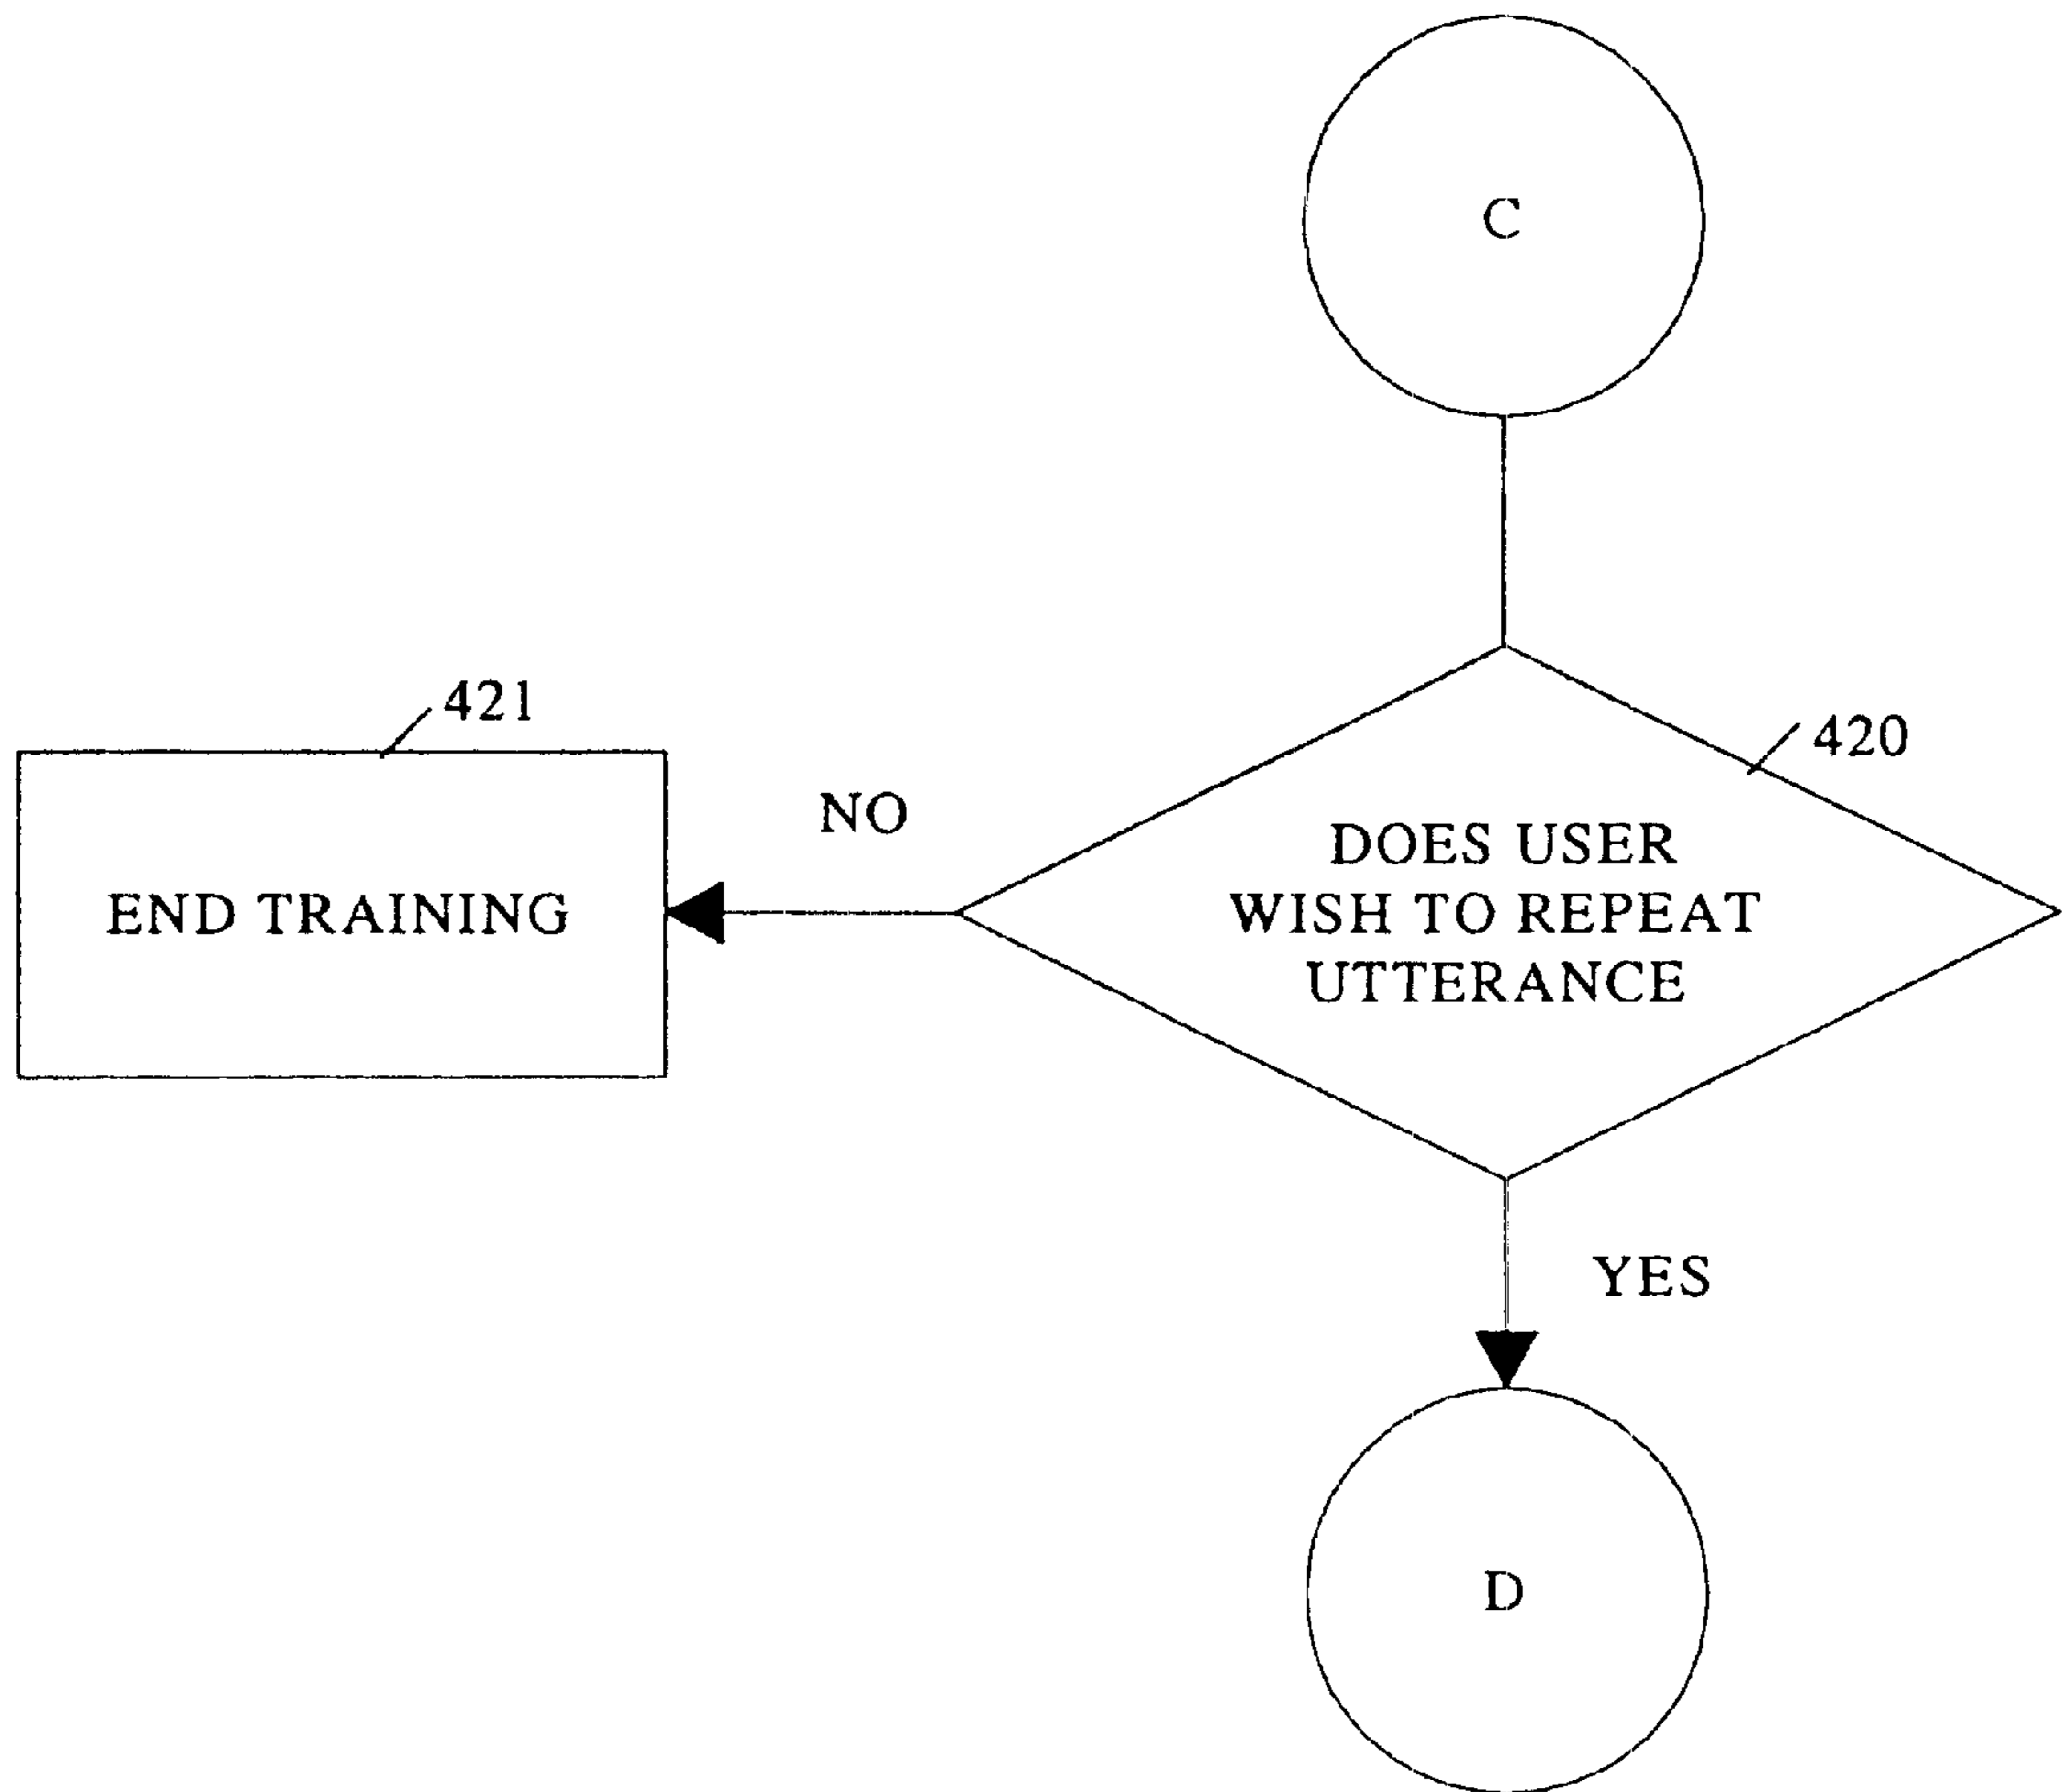 C
421
420
NO
DOES USER
WISH TO REPEAT
UTTERANCE
END TRAINING
YES
D